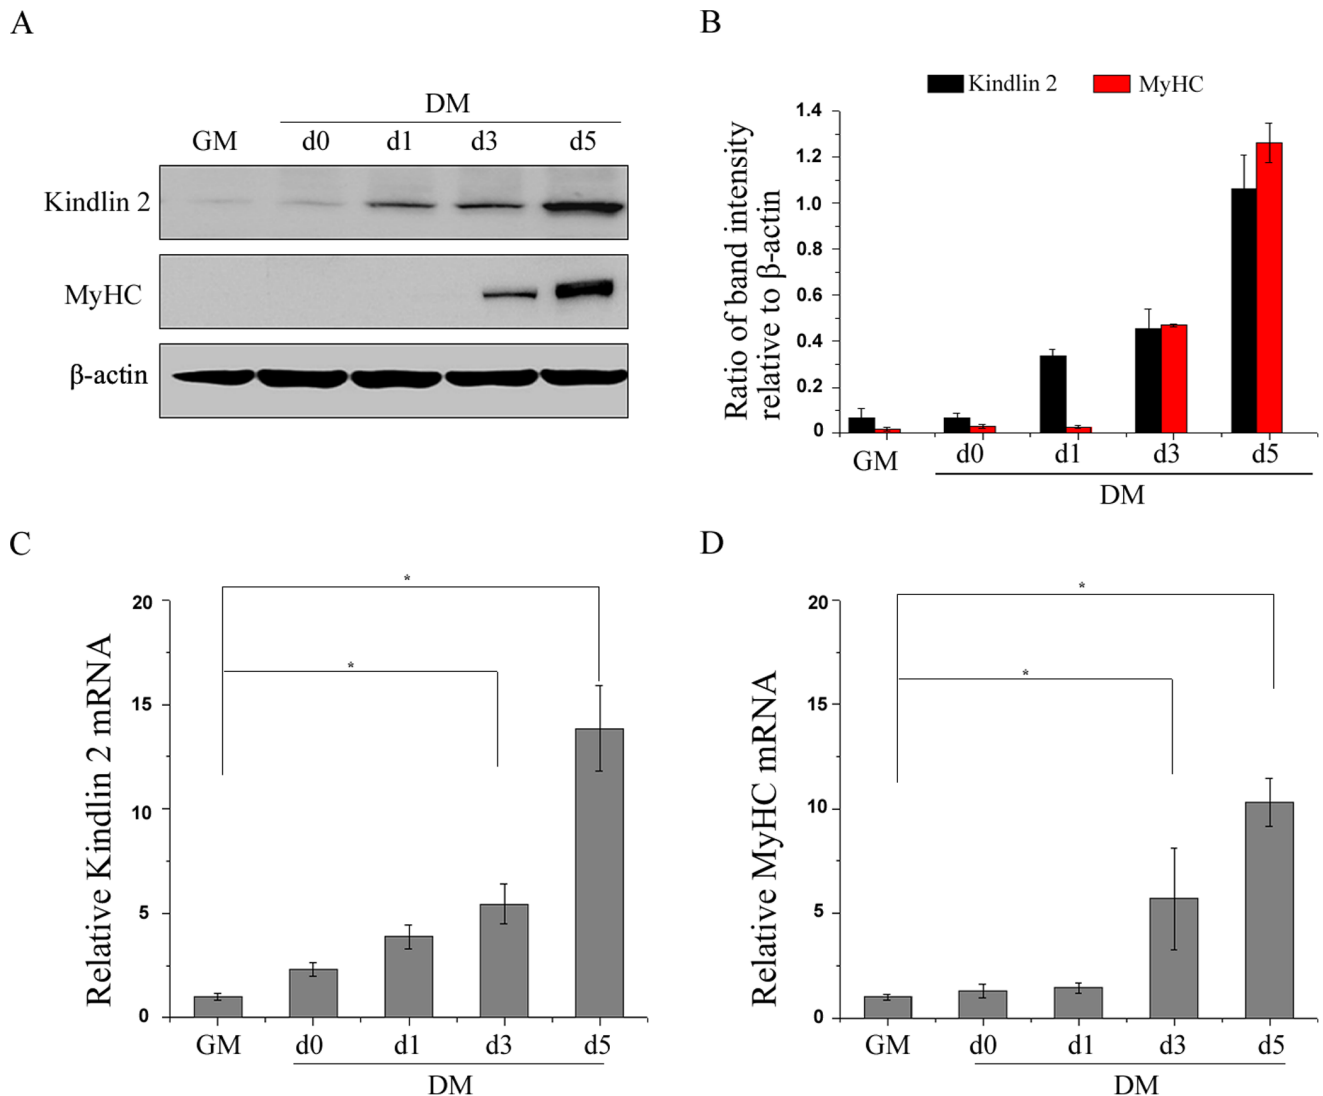 A
DM
GM d0 d1 d3 d5
Kindlin 2
MyHC
β-actin
B
Kindlin 2 MyHC
Ratio of band intensity
relative to β-actin
1.4
1.2
1.0
0.8
0.6
0.4
0.2
0
GM d0 d1 d3 d5
DM
C
*
*
Relative Kindlin 2 mRNA
20
15
10
5
0
GM d0 d1 d3 d5
DM
D
*
*
Relative MyHC mRNA
20
15
10
5
0
GM d0 d1 d3 d5
DM